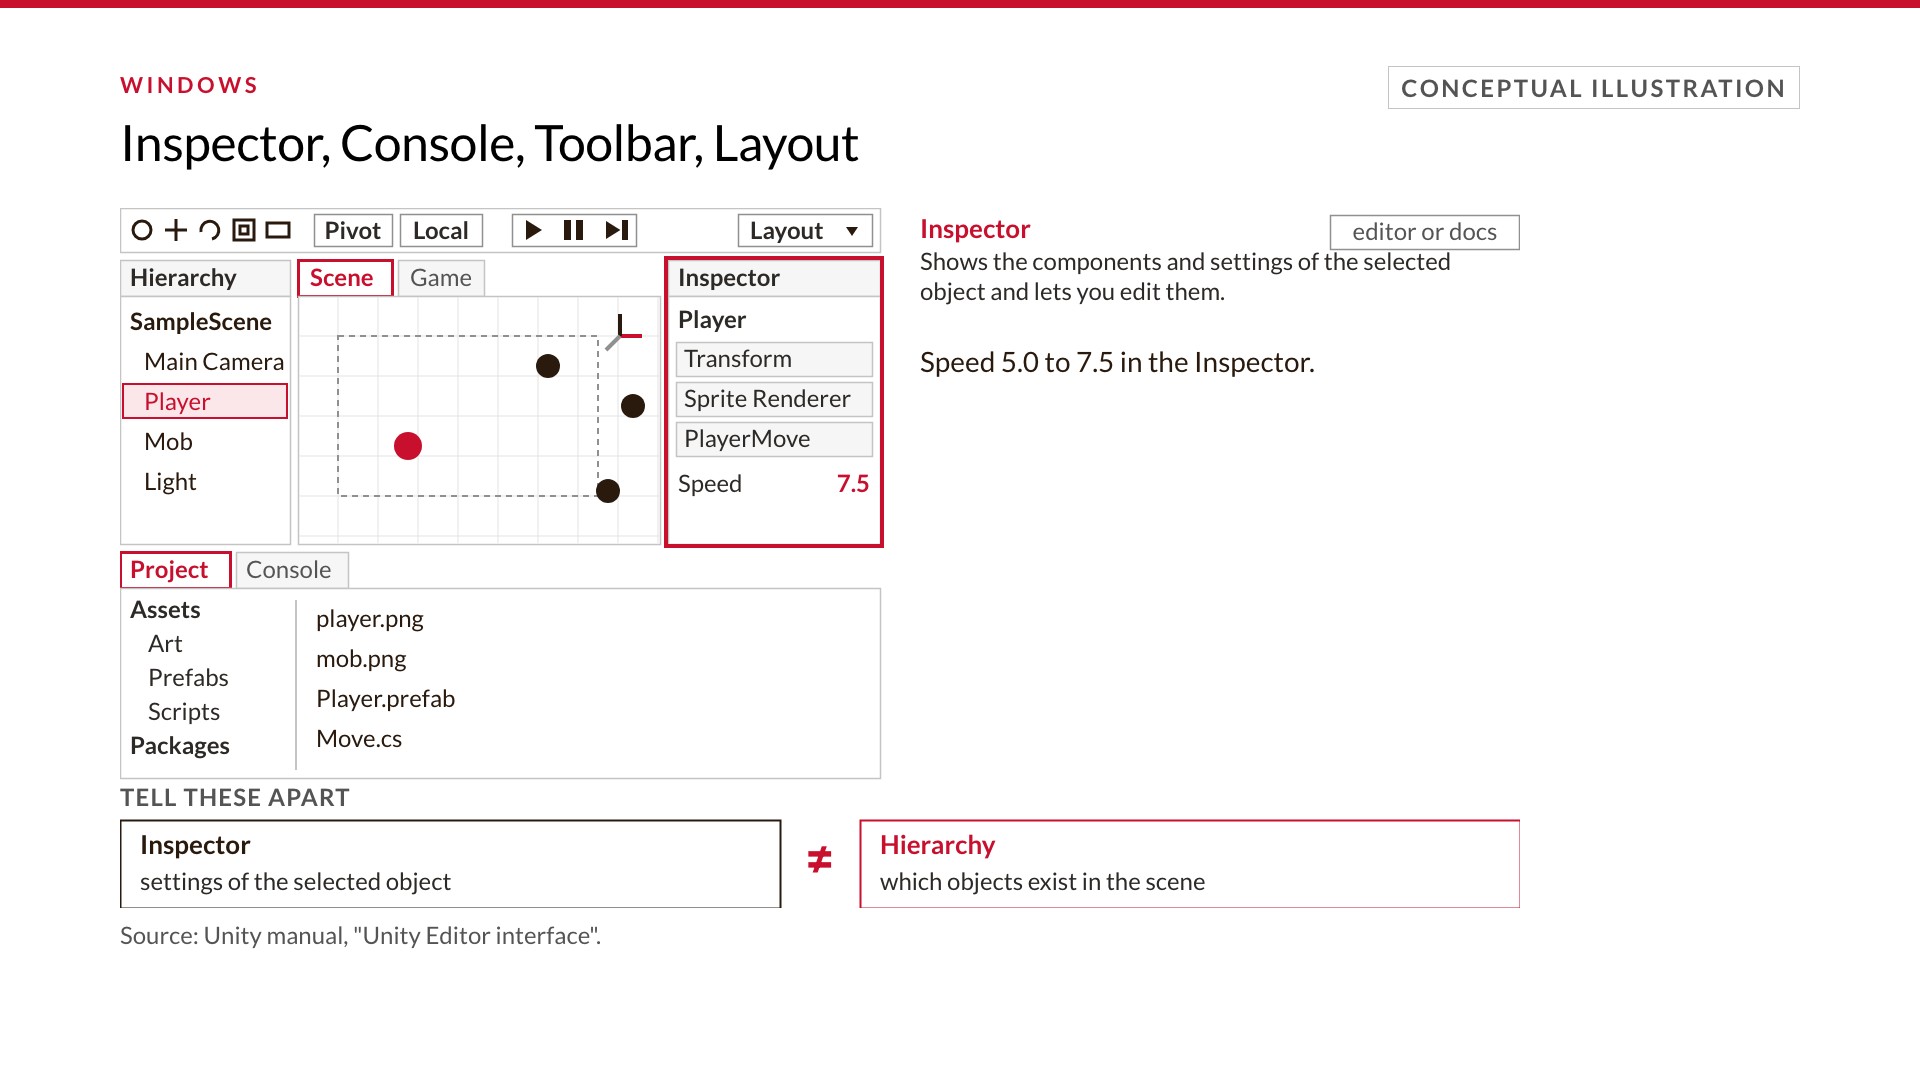 WINDOWS
CONCEPTUAL ILLUSTRATION
Inspector, Console, Toolbar, Layout
Pivot
Local
Layout
Hierarchy
SampleScene
Main Camera
Player
Mob
Light
Scene
Game
Inspector
Player
Transform
Sprite Renderer
PlayerMove
Speed 7.5
Project
Console
Assets
Art
Prefabs
Scripts
Packages
player.png
mob.png
Player.prefab
Move.cs
Inspector
editor or docs
Shows the components and settings of the selected
object and lets you edit them.
Speed 5.0 to 7.5 in the Inspector.
TELL THESE APART
Inspector
settings of the selected object
≠
Hierarchy
which objects exist in the scene
Source: Unity manual, "Unity Editor interface".